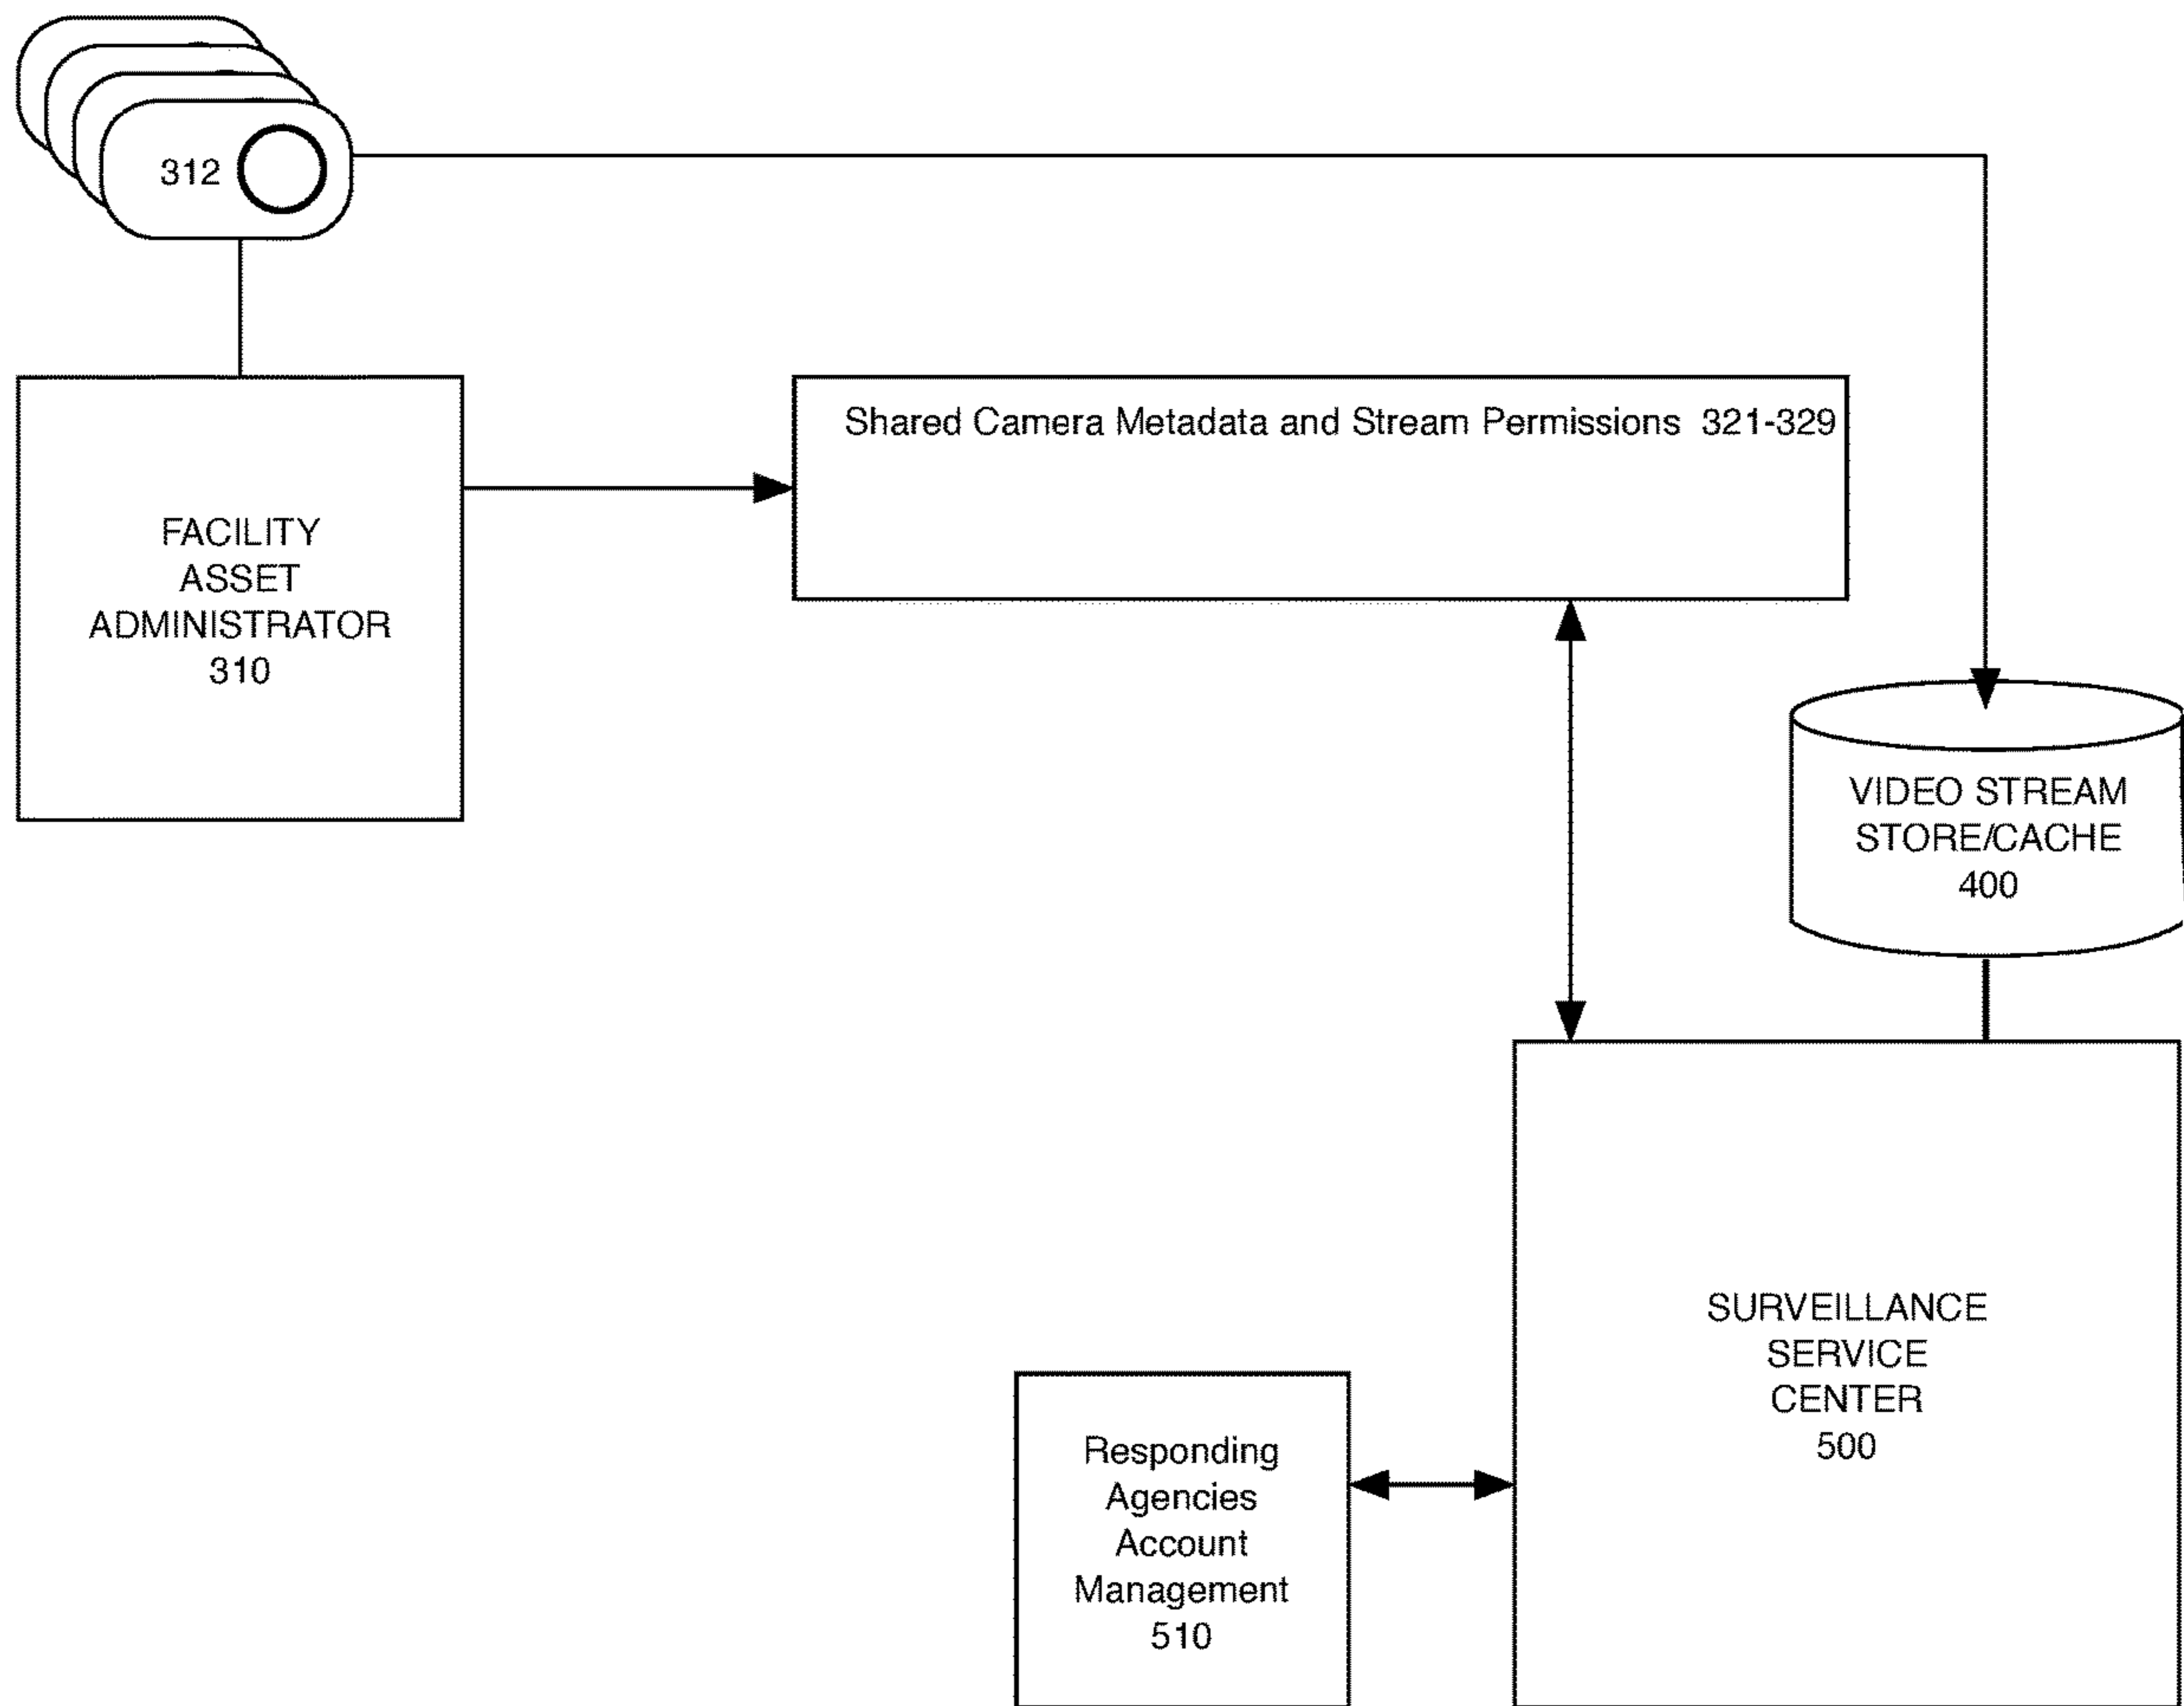 312
Shared Camera Metadata and Stream Permissions 321-329
FACILITY
ASSET
ADMINISTRATOR
310
VIDEO STREAM
STORE/CACHE
400
SURVEILLANCE
SERVICE
CENTER
500
Responding
Agencies
Account
Management
510